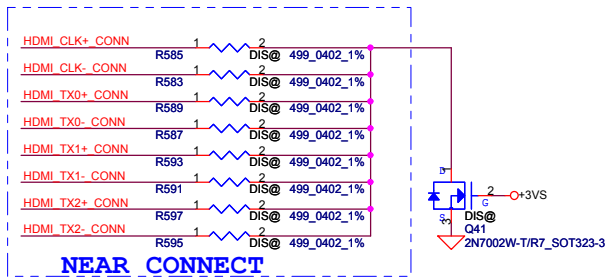 HDMI_CLK+_CONN 1 2
R585 DIS@ 499_0402_1%
HDMI_CLK-_CONN 1 2
R583 DIS@ 499_0402_1%
HDMI_TX0+_CONN 1 2
R589 DIS@ 499_0402_1%
HDMI_TX0-_CONN 1 2
R587 DIS@ 499_0402_1%
HDMI_TX1+_CONN 1 2
R593 DIS@ 499_0402_1%
HDMI_TX1-_CONN 1 2
R591 DIS@ 499_0402_1%
HDMI_TX2+_CONN 1 2
R597 DIS@ 499_0402_1%
HDMI_TX2-_CONN 1 2
R595 DIS@ 499_0402_1%
NEAR CONNECT
D 1
2 +3VS
G
S 3
DIS@
Q41
2N7002W-T/R7_SOT323-3